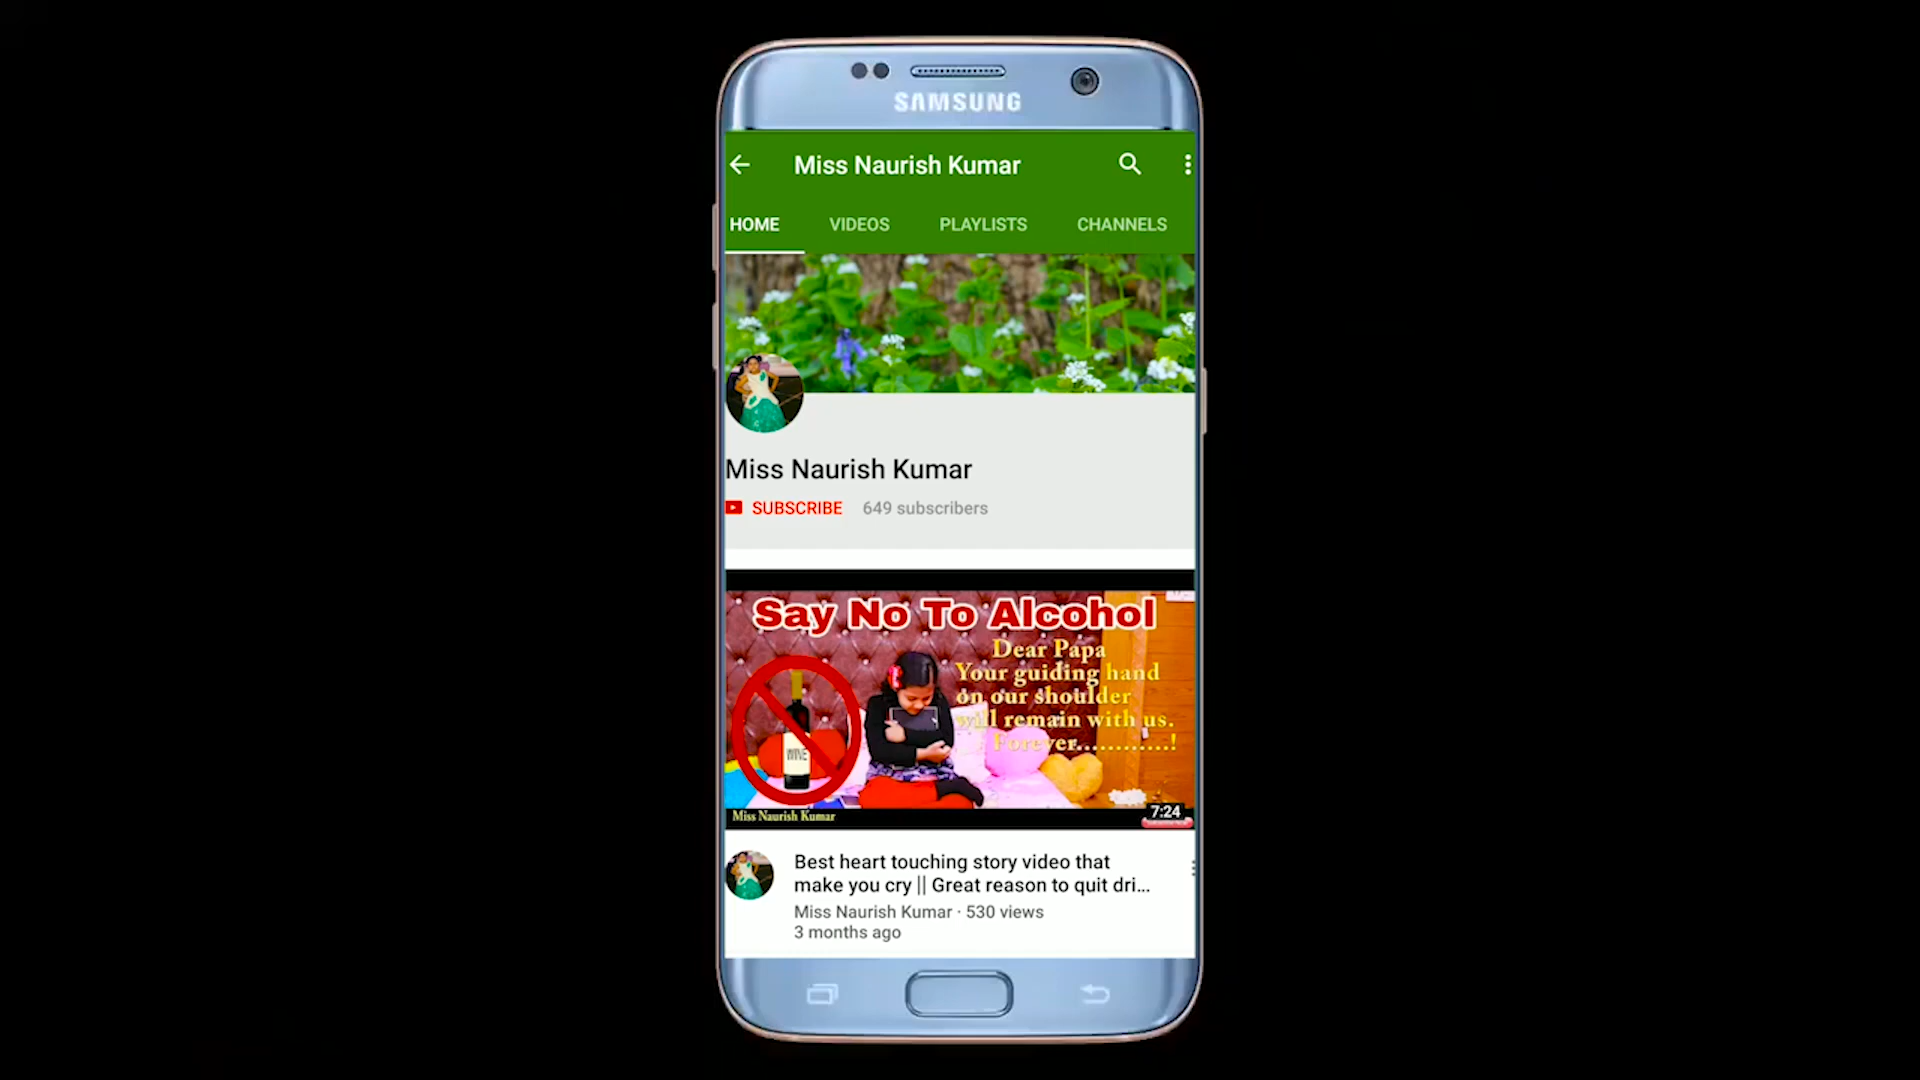 SAMSUNG
Miss Naurish Kumar
HOME VIDEOS PLAYLISTS CHANNELS
Miss Naurish Kumar
SUBSCRIBE 649 subscribers
Say No To Alcohol
Dear Papa
Your guiding hand
on our shoulder
will remain with us.
Forever............!
WINE
7:24
Miss Naurish Kumar
Best heart touching story video that
make you cry || Great reason to quit dri...
Miss Naurish Kumar · 530 views
3 months ago